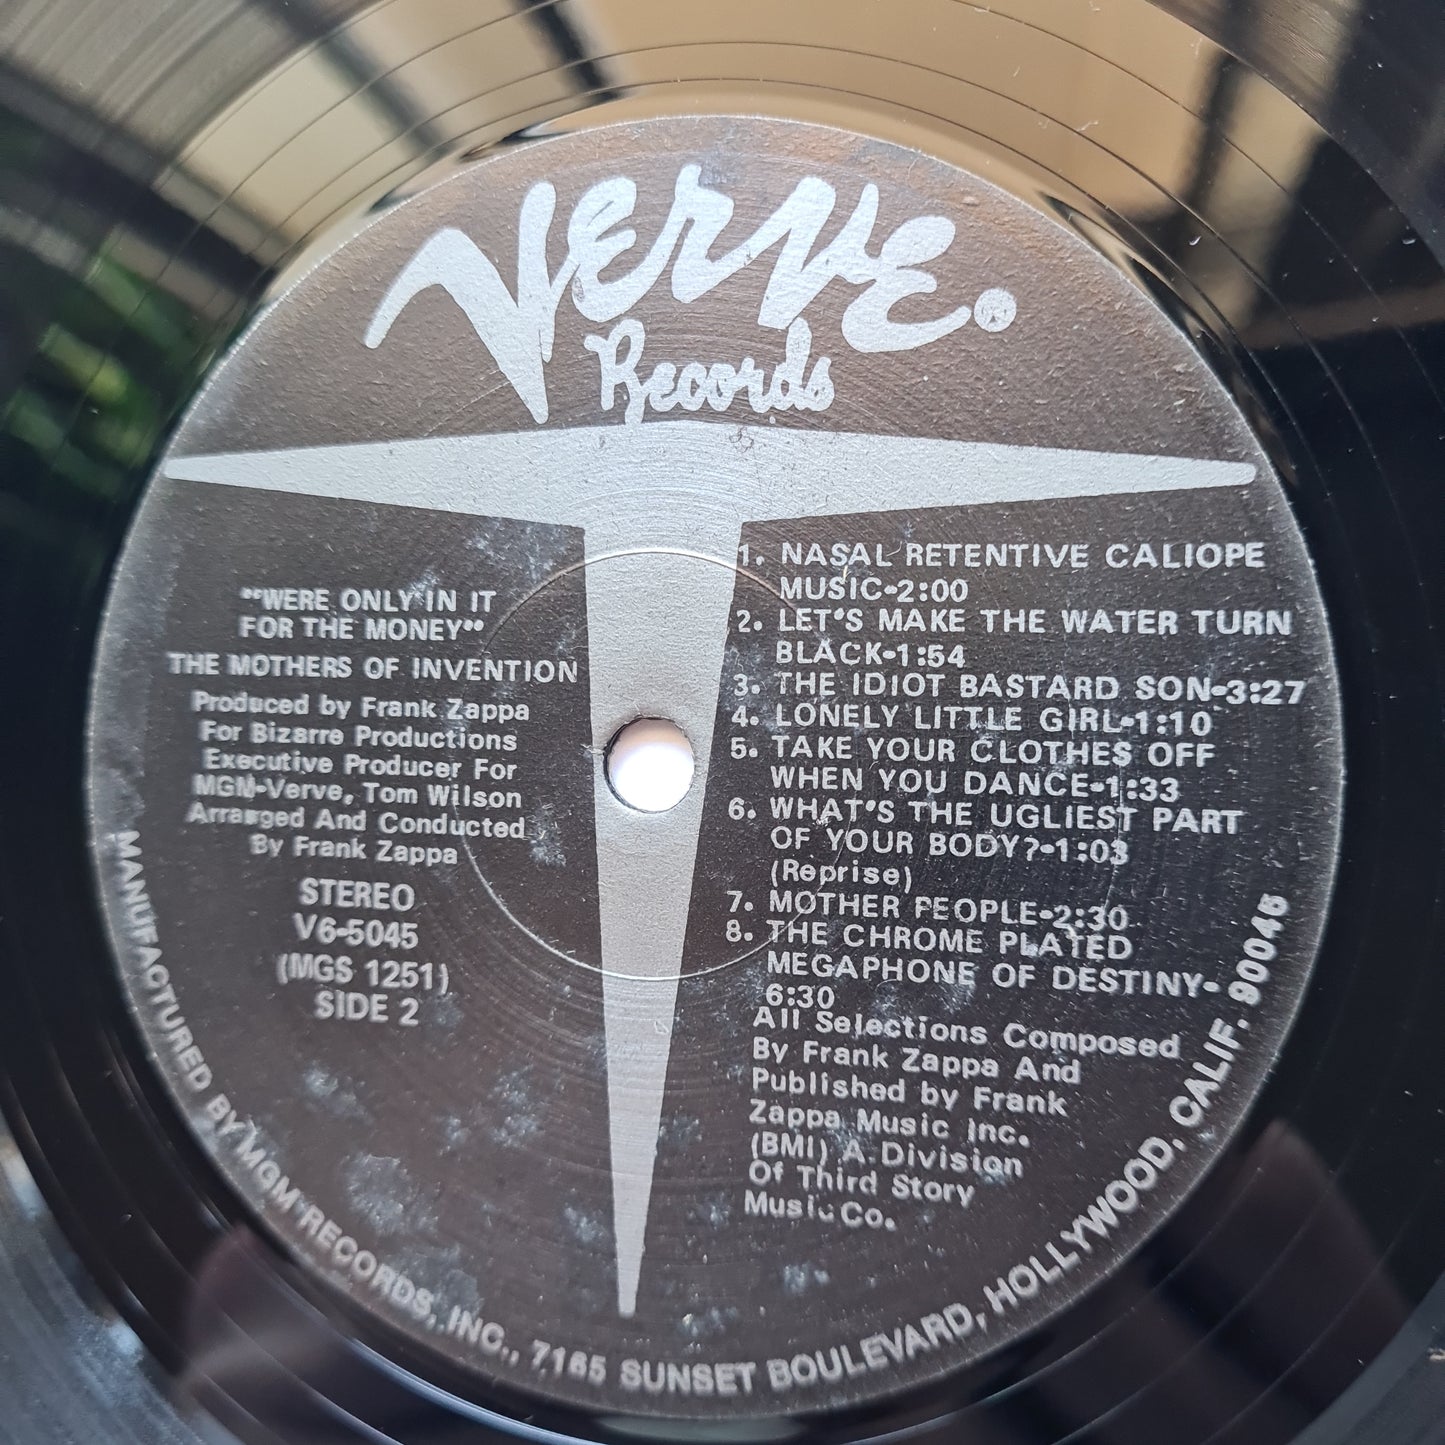 Verve.
Records
"WERE ONLY IN IT
FOR THE MONEY"
THE MOTHERS OF INVENTION
Produced by Frank Zappa
For Bizarre Productions
Executive Producer For
MGM-Verve, Tom Wilson
Arranged And Conducted
By Frank Zappa
STEREO
V6-5045
(MGS 1251)
SIDE 2
1. NASAL RETENTIVE CALIOPE
MUSIC-2:00
2. LET'S MAKE THE WATER TURN
BLACK-1:54
3. THE IDIOT BASTARD SON-3:27
4. LONELY LITTLE GIRL-1:10
5. TAKE YOUR CLOTHES OFF
WHEN YOU DANCE-1:33
6. WHAT'S THE UGLIEST PART
OF YOUR BODY?-1:03
(Reprise)
7. MOTHER PEOPLE-2:30
8. THE CHROME PLATED
MEGAPHONE OF DESTINY-
6:30
All Selections Composed
By Frank Zappa And
Published by Frank
Zappa Music Inc.
(BMI) A Division
Of Third Story
Music Co.
MANUFACTURED BY MGM RECORDS, INC., 7165 SUNSET BOULEVARD, HOLLYWOOD, CALIF. 90046